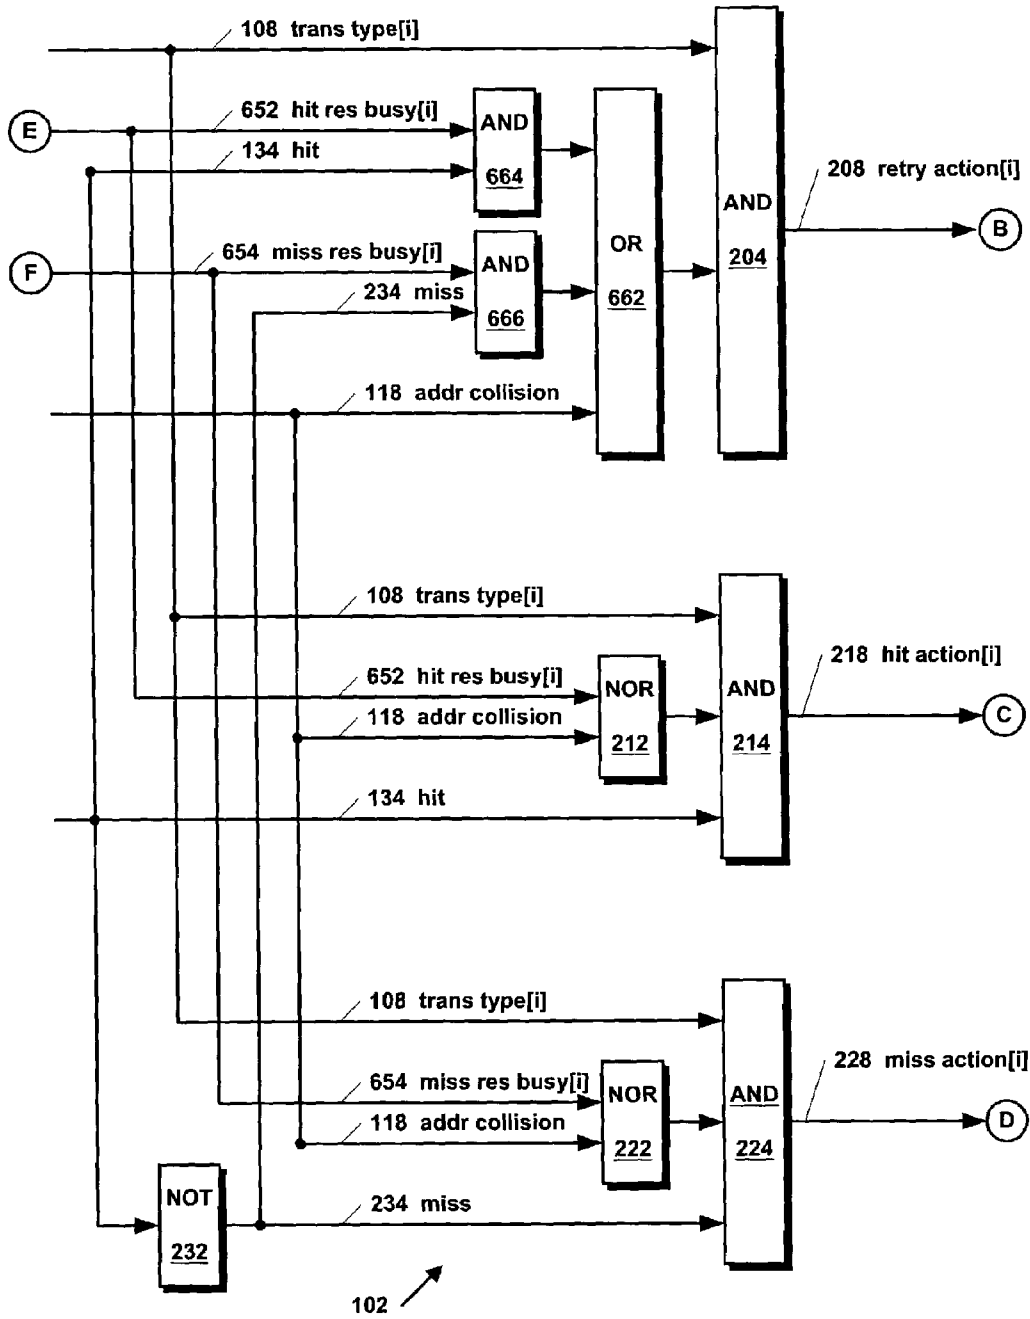 108 trans type[i]
E
652 hit res busy[i]
134 hit
AND
664
F
654 miss res busy[i]
234 miss
AND
666
118 addr collision
OR
662
AND
204
208 retry action[i]
B
108 trans type[i]
652 hit res busy[i]
118 addr collision
NOR
212
134 hit
AND
214
218 hit action[i]
C
108 trans type[i]
654 miss res busy[i]
118 addr collision
NOR
222
NOT
232
234 miss
AND
224
228 miss action[i]
D
102